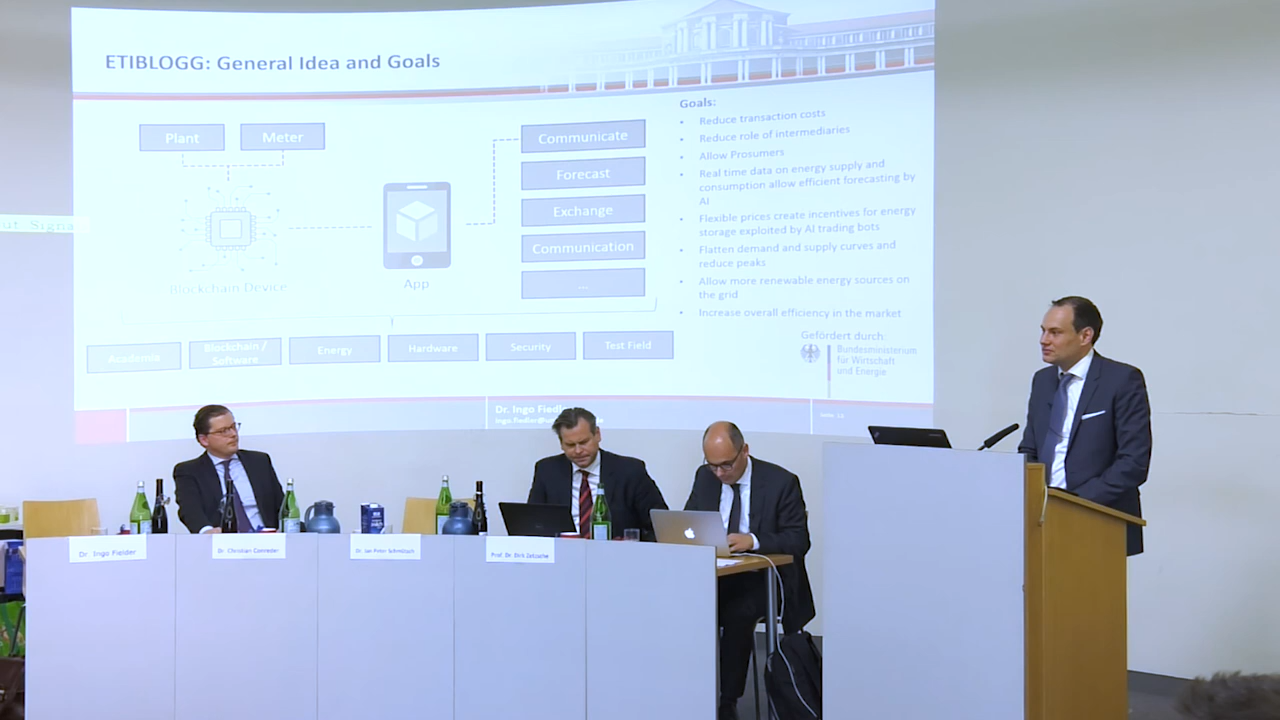 ETIBLOGG: General Idea and Goals
Plant
Meter
Blockchain Device
App
Communicate
Forecast
Exchange
Communication
...
Academia
Blockchain /
Software
Energy
Hardware
Security
Test Field
Goals:
• Reduce transaction costs
• Reduce role of intermediaries
• Allow Prosumers
• Real time data on energy supply and
consumption allow efficient forecasting by
AI
• Flexible prices create incentives for energy
storage exploited by AI trading bots
• Flatten demand and supply curves and
reduce peaks
• Allow more renewable energy sources on
the grid
• Increase overall efficiency in the market
Gefördert durch:
Bundesministerium
für Wirtschaft
und Energie
Dr. Ingo
Seite 12
Dr. Ingo Fielder
Dr. Christian Conreder
Dr. Jan Peter Schmittsch
Prof. Dr. Dirk Zetzsche